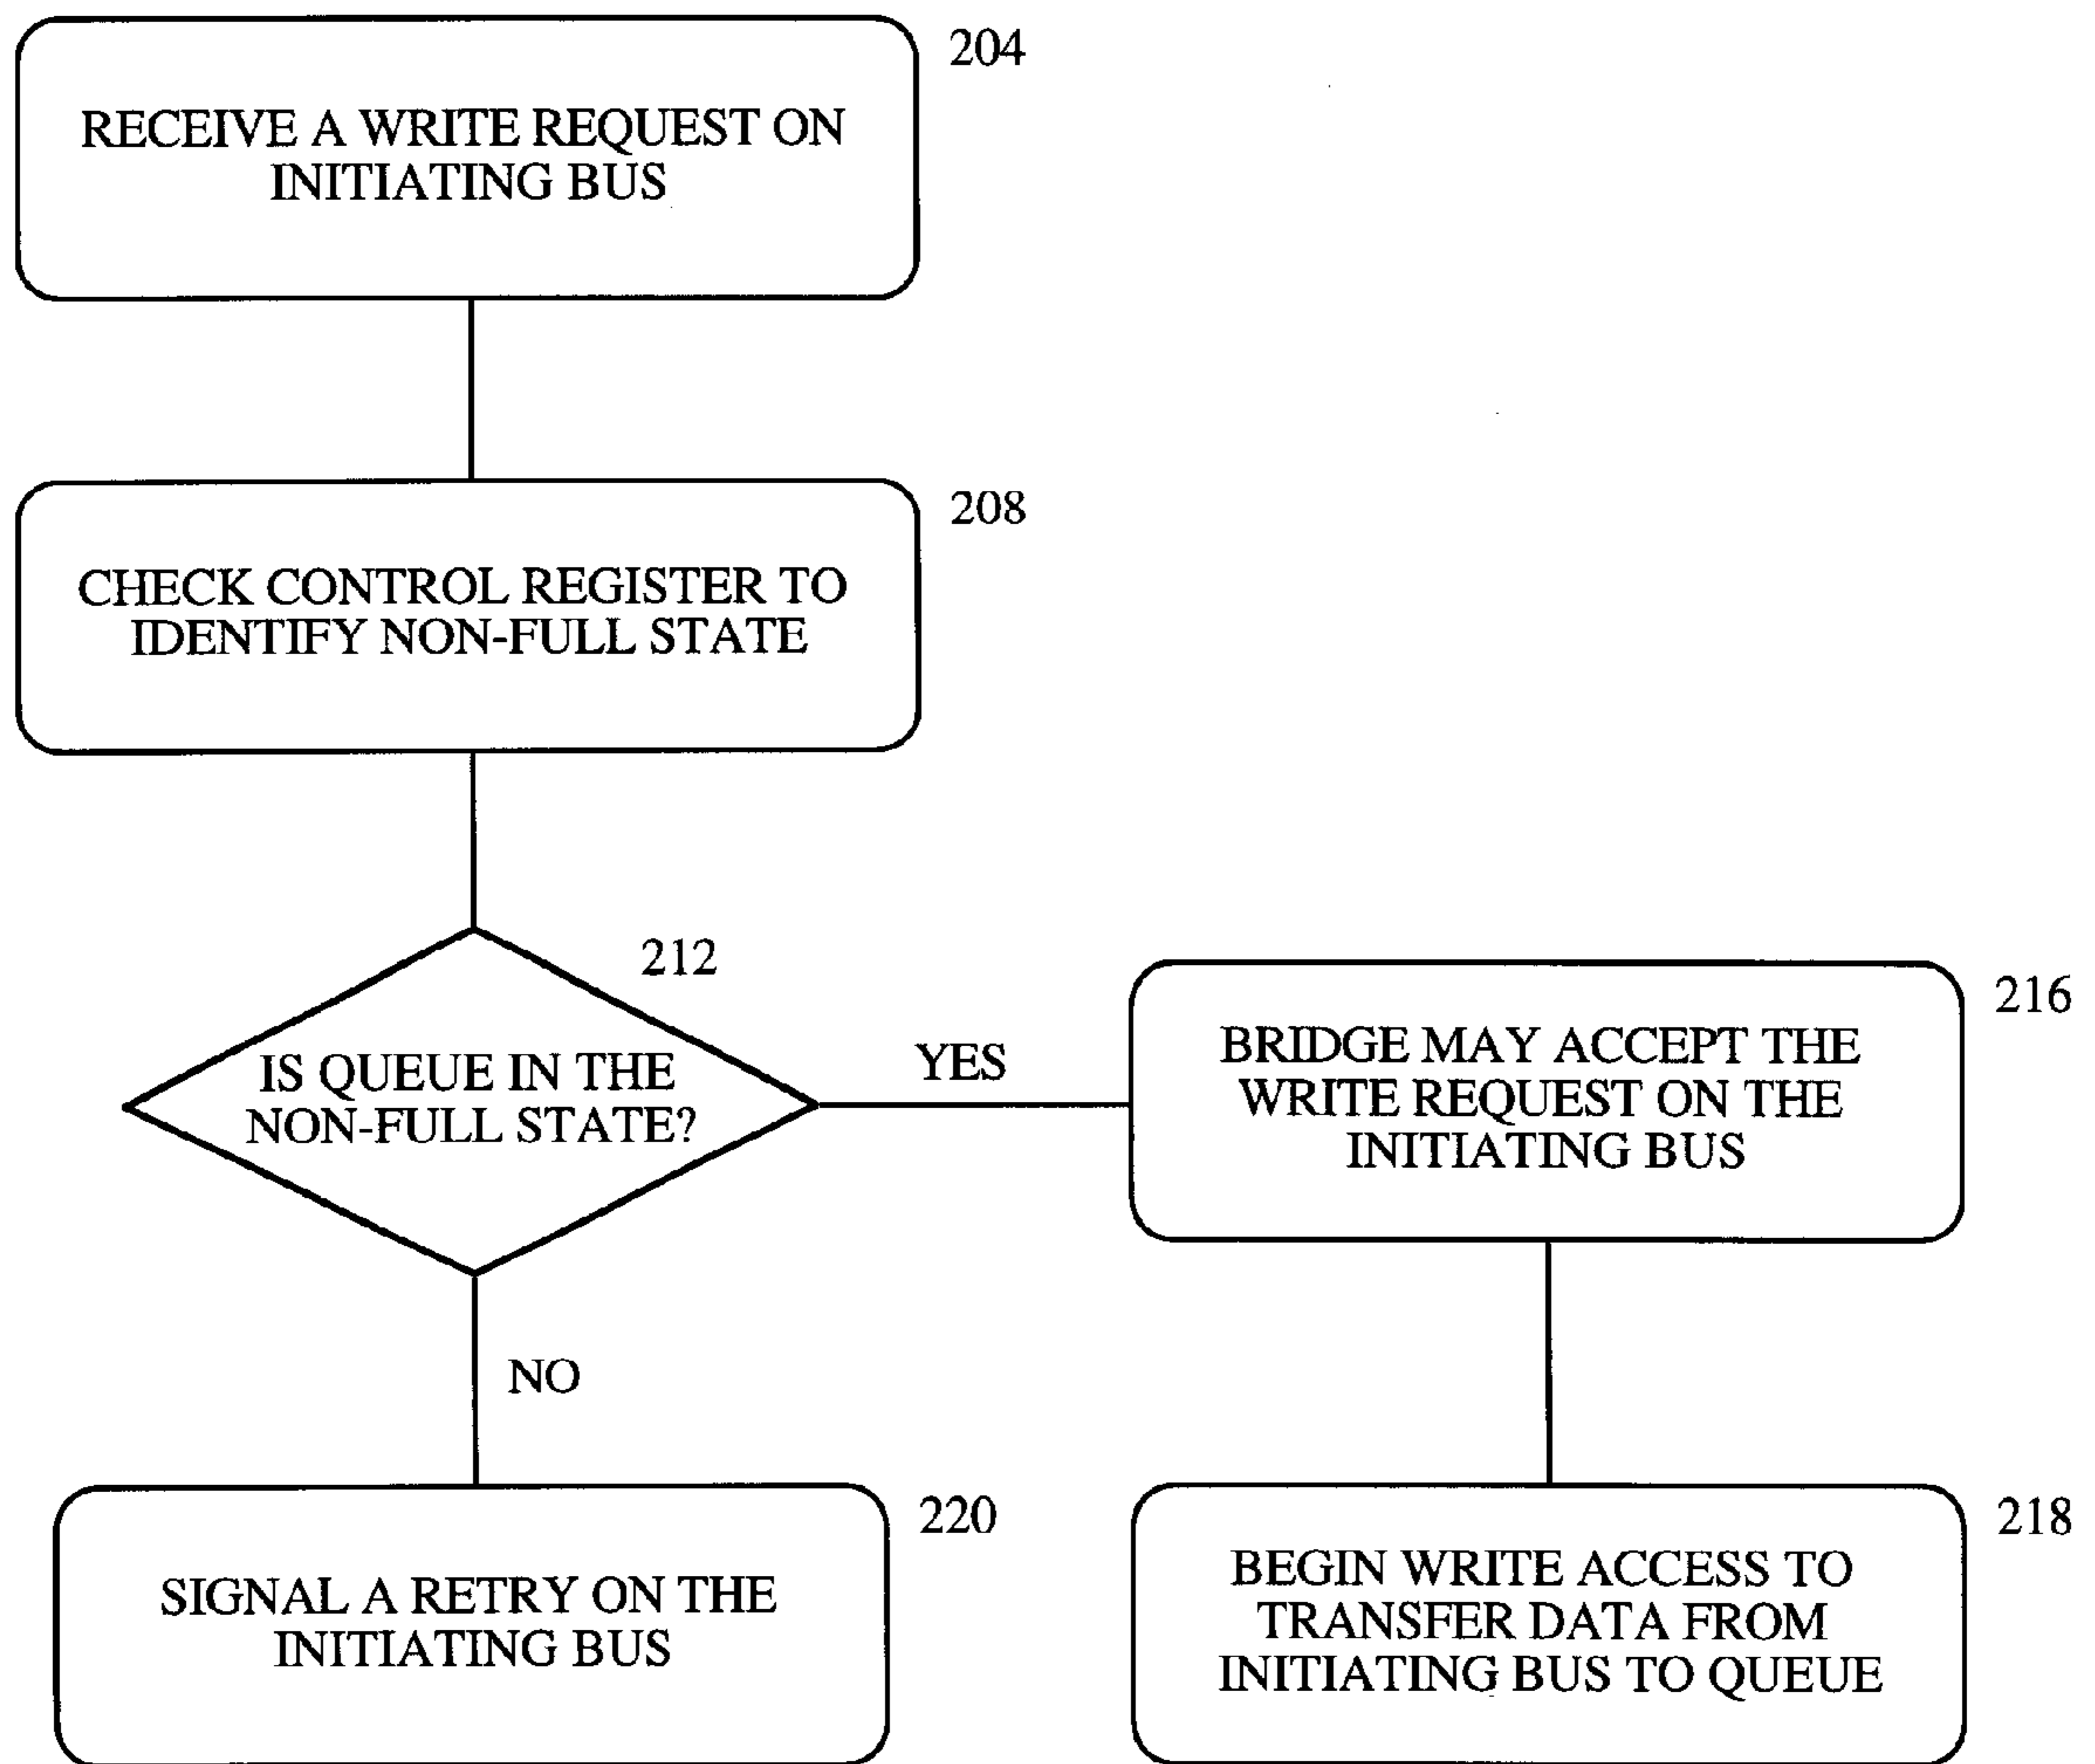 204
RECEIVE A WRITE REQUEST ON
INITIATING BUS
208
CHECK CONTROL REGISTER TO
IDENTIFY NON-FULL STATE
212
IS QUEUE IN THE
NON-FULL STATE?
YES
216
BRIDGE MAY ACCEPT THE
WRITE REQUEST ON THE
INITIATING BUS
NO
220
SIGNAL A RETRY ON THE
INITIATING BUS
218
BEGIN WRITE ACCESS TO
TRANSFER DATA FROM
INITIATING BUS TO QUEUE